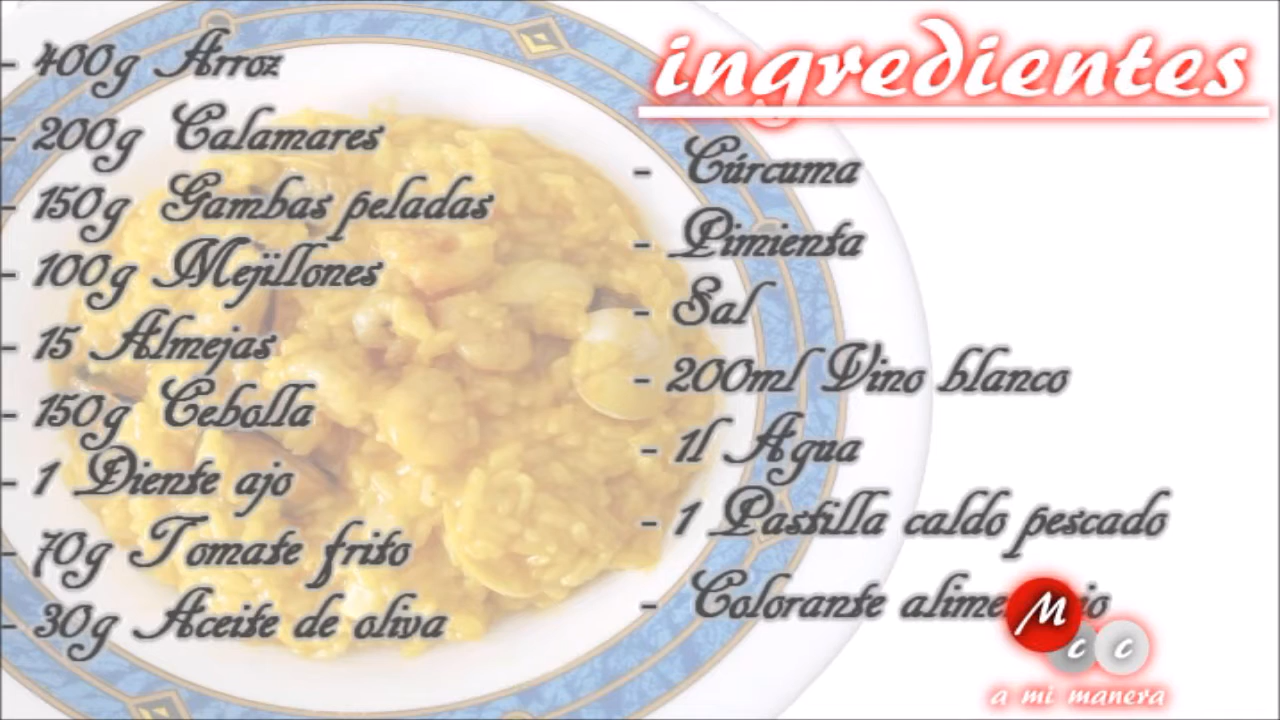 ingredientes
- 400g Arroz
- 200g Calamares
- 150g Gambas peladas
- 100g Mejillones
- 15 Almejas
- 150g Cebolla
- 1 Diente ajo
- 70g Tomate frito
- 30g Aceite de oliva
- Cúrcuma
- Pimienta
- Sal
- 200ml Vino blanco
- 1l Agua
- 1 Pastilla caldo pescado
- Colorante
M c c
a mi manera